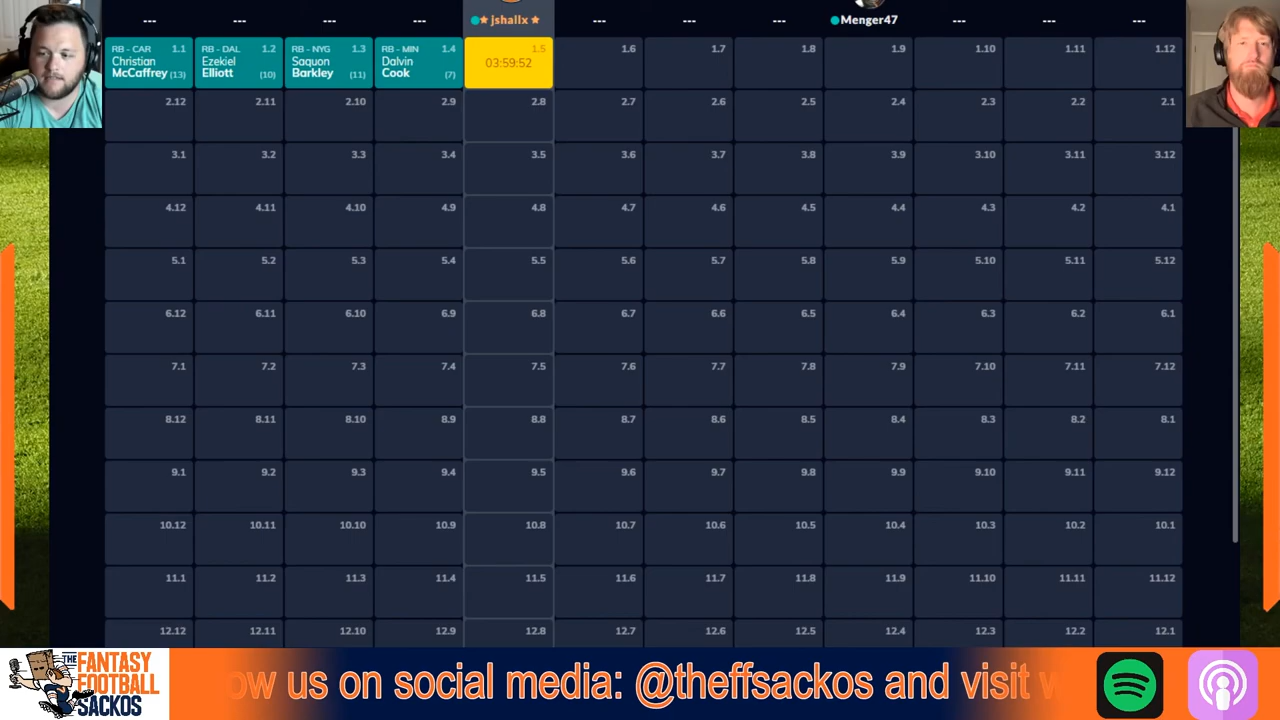 --- --- --- --- ★ jshallx ★ --- --- --- Menger47 --- --- ---
RB - CAR 1.1 RB - DAL 1.2 RB - NYG 1.3 RB - MIN 1.4 1.5 1.6 1.7 1.8 1.9 1.10 1.11 1.12
Christian Ezekiel Saquon Dalvin 03:59:52
McCaffrey (13) Elliott (10) Barkley (11) Cook (7)
2.12 2.11 2.10 2.9 2.8 2.7 2.6 2.5 2.4 2.3 2.2 2.1
3.1 3.2 3.3 3.4 3.5 3.6 3.7 3.8 3.9 3.10 3.11 3.12
4.12 4.11 4.10 4.9 4.8 4.7 4.6 4.5 4.4 4.3 4.2 4.1
5.1 5.2 5.3 5.4 5.5 5.6 5.7 5.8 5.9 5.10 5.11 5.12
6.12 6.11 6.10 6.9 6.8 6.7 6.6 6.5 6.4 6.3 6.2 6.1
7.1 7.2 7.3 7.4 7.5 7.6 7.7 7.8 7.9 7.10 7.11 7.12
8.12 8.11 8.10 8.9 8.8 8.7 8.6 8.5 8.4 8.3 8.2 8.1
9.1 9.2 9.3 9.4 9.5 9.6 9.7 9.8 9.9 9.10 9.11 9.12
10.12 10.11 10.10 10.9 10.8 10.7 10.6 10.5 10.4 10.3 10.2 10.1
11.1 11.2 11.3 11.4 11.5 11.6 11.7 11.8 11.9 11.10 11.11 11.12
12.12 12.11 12.10 12.9 12.8 12.7 12.6 12.5 12.4 12.3 12.2 12.1
THE FANTASY
FOOTBALL
SACKOS
ow us on social media: @theffsackos and visit w